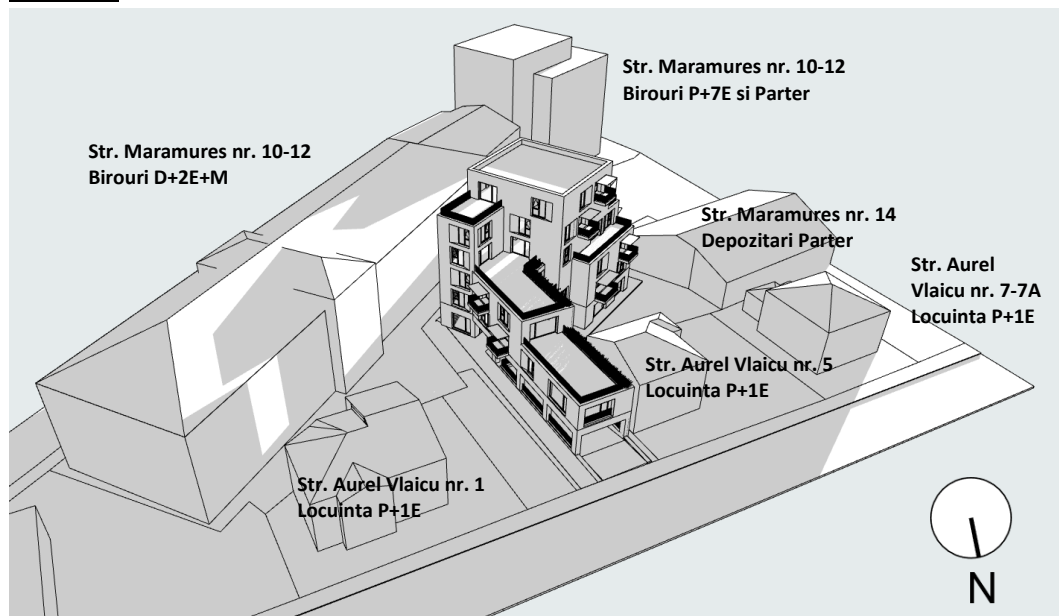 Str. Maramures nr. 10-12
Birouri P+7E si Parter
Str. Maramures nr. 10-12
Birouri D+2E+M
Str. Maramures nr. 14
Depozitari Parter
Str. Aurel
Vlaicu nr. 7-7A
Locuinta P+1E
Str. Aurel Vlaicu nr. 5
Locuinta P+1E
Str. Aurel Vlaicu nr. 1
Locuinta P+1E
N